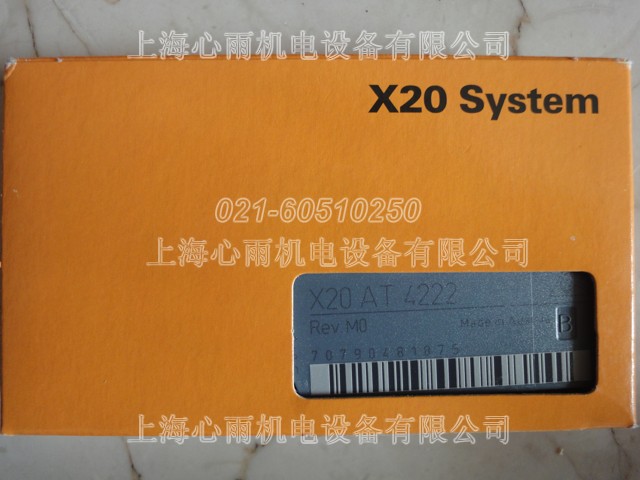 上海心雨机电设备有限公司
X20 System
021-60510250
上海心雨机电设备有限公司
X20 AT 4222
Rev M0
Made in
B
上海心雨机电设备有限公司